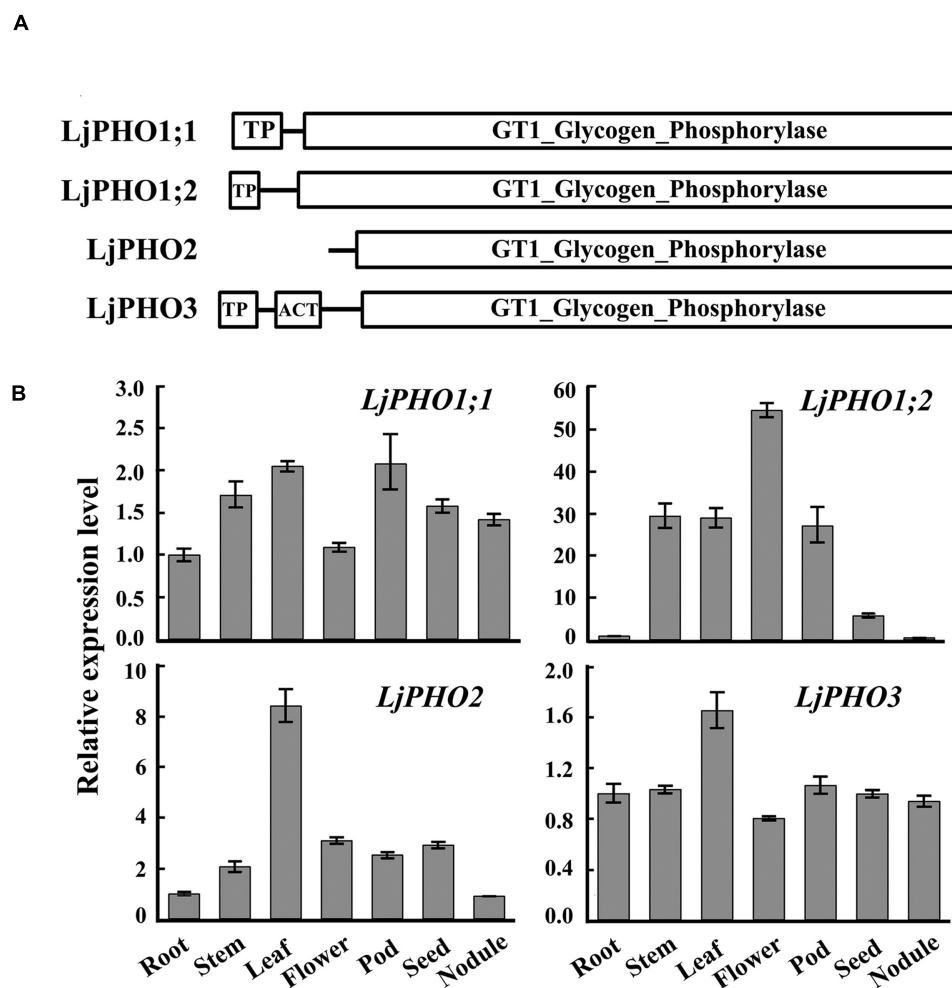 A
LjPHO1;1 TP GT1_Glycogen_Phosphorylase
LjPHO1;2 TP GT1_Glycogen_Phosphorylase
LjPHO2 GT1_Glycogen_Phosphorylase
LjPHO3 TP ACT GT1_Glycogen_Phosphorylase
B
Relative expression level
LjPHO1;1
3.0
2.5
2.0
1.5
1.0
0.5
0.0
LjPHO1;2
60
50
40
30
20
10
0
LjPHO2
10
8
6
4
2
0
Root Stem Leaf Flower Pod Seed Nodule
LjPHO3
2.0
1.6
1.2
0.8
0.4
0.0
Root Stem Leaf Flower Pod Seed Nodule